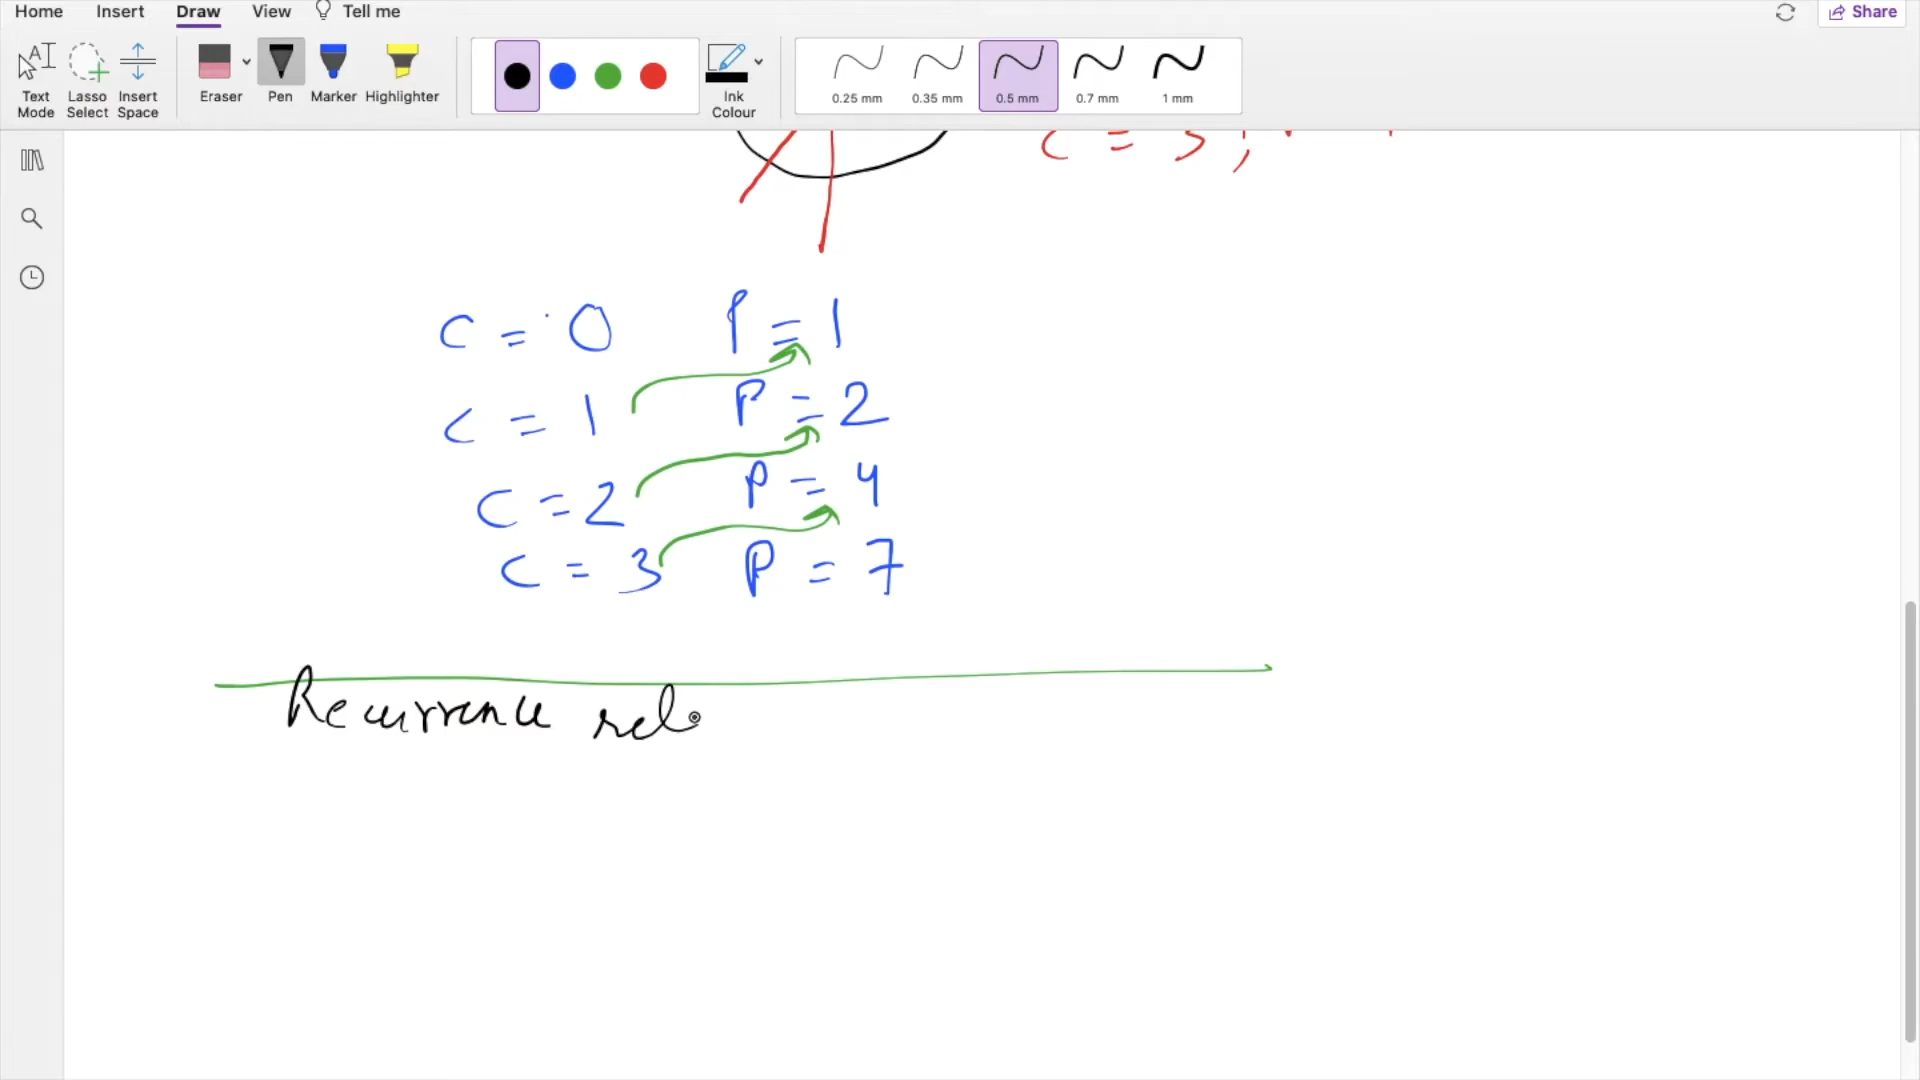 Home Insert Draw View Tell me Share
Text Mode Lasso Select Insert Space Eraser Pen Marker Highlighter Ink Colour 0.25 mm 0.35 mm 0.5 mm 0.7 mm 1 mm
C = 3 ;
C = 0 P = 1
C = 1 P = 2
C = 2 P = 4
C = 3 P = 7
Recurrence rel